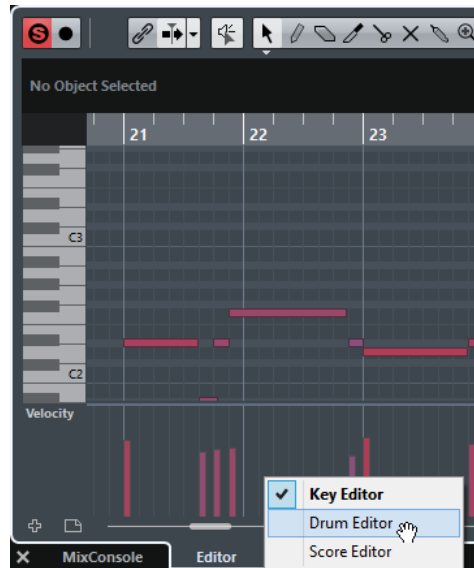 S
No Object Selected
21 22 23
C3
C2
Velocity
Key Editor
Drum Editor
Score Editor
MixConsole Editor